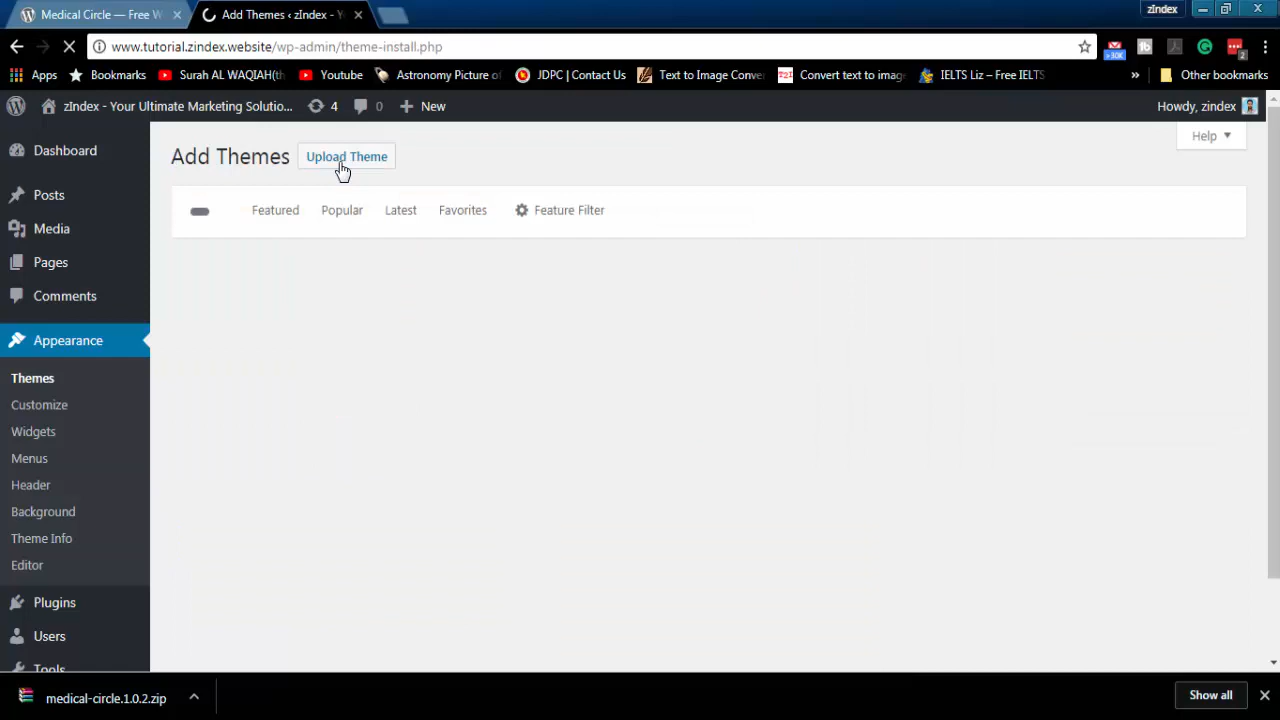 Medical Circle — Free W
Add Themes ‹ zIndex - Y
zIndex
www.tutorial.zindex.website/wp-admin/theme-install.php
>30K
2
Apps
Bookmarks
Surah AL WAQIAH(th
Youtube
Astronomy Picture of
JDPC | Contact Us
Text to Image Conve
T2I
Convert text to imag
IELTS Liz – Free IELTS
»
Other bookmarks
zIndex - Your Ultimate Marketing Solutio...
4
0
New
Howdy, zindex
Help
Dashboard
Posts
Media
Pages
Comments
Appearance
Themes
Customize
Widgets
Menus
Header
Background
Theme Info
Editor
Plugins
Users
Tools
Add Themes
Upload Theme
Featured
Popular
Latest
Favorites
Feature Filter
medical-circle.1.0.2.zip
Show all